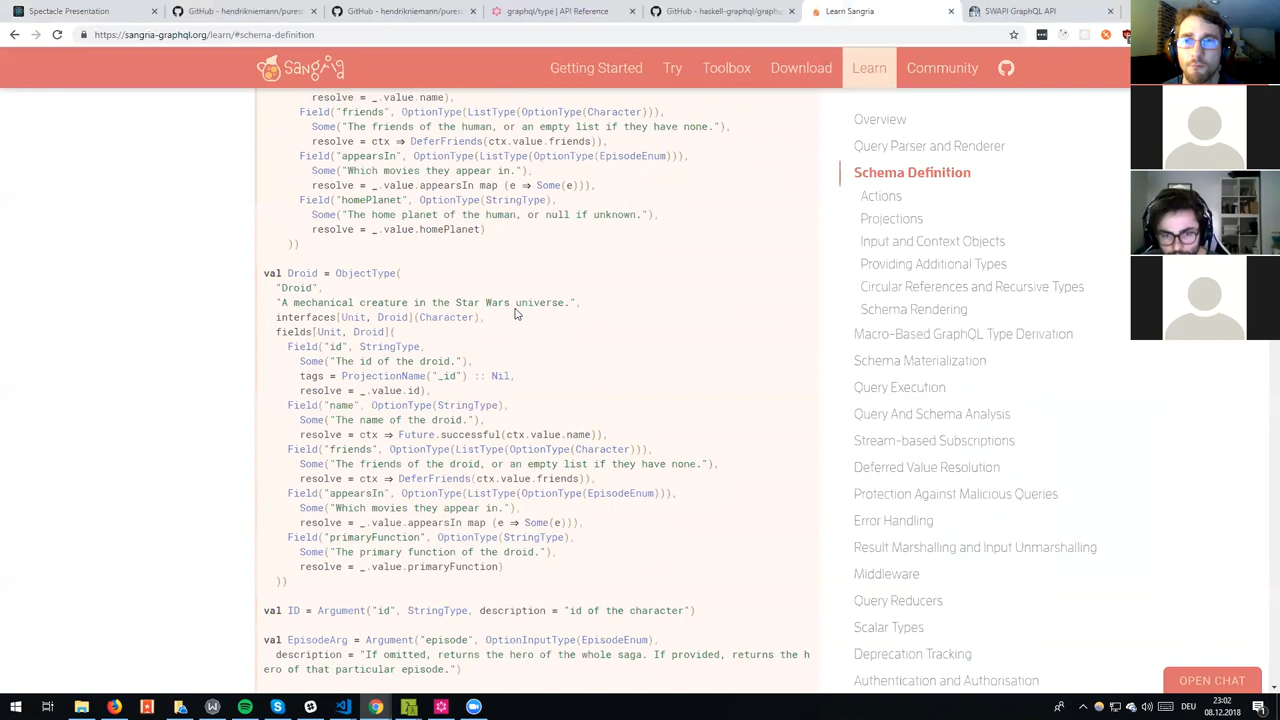 Spectacle Presentation
GitHub - hendrikniemann/pures
GitHub - hendrikniemann/pures
graphql/type | API Reference
GitHub - haskell-graphql/graph
Learn Sangria
SWAPI GraphQL API
https://sangria-graphql.org/learn/#schema-definition
sangria
Getting Started
Try
Toolbox
Download
Learn
Community
resolve = _.value.name),
Field("friends", OptionType(ListType(OptionType(Character))),
Some("The friends of the human, or an empty list if they have none."),
resolve = ctx ⇒ DeferFriends(ctx.value.friends)),
Field("appearsIn", OptionType(ListType(OptionType(EpisodeEnum))),
Some("Which movies they appear in."),
resolve = _.value.appearsIn map (e ⇒ Some(e))),
Field("homePlanet", OptionType(StringType),
Some("The home planet of the human, or null if unknown."),
resolve = _.value.homePlanet)
))
val Droid = ObjectType(
"Droid",
"A mechanical creature in the Star Wars universe.",
interfaces[Unit, Droid](Character),
fields[Unit, Droid](
Field("id", StringType,
Some("The id of the droid."),
tags = ProjectionName("_id") :: Nil,
resolve = _.value.id),
Field("name", OptionType(StringType),
Some("The name of the droid."),
resolve = ctx ⇒ Future.successful(ctx.value.name)),
Field("friends", OptionType(ListType(OptionType(Character))),
Some("The friends of the droid, or an empty list if they have none."),
resolve = ctx ⇒ DeferFriends(ctx.value.friends)),
Field("appearsIn", OptionType(ListType(OptionType(EpisodeEnum))),
Some("Which movies they appear in."),
resolve = _.value.appearsIn map (e ⇒ Some(e))),
Field("primaryFunction", OptionType(StringType),
Some("The primary function of the droid."),
resolve = _.value.primaryFunction)
))
val ID = Argument("id", StringType, description = "id of the character")
val EpisodeArg = Argument("episode", OptionInputType(EpisodeEnum),
description = "If omitted, returns the hero of the whole saga. If provided, returns the h
ero of that particular episode.")
Overview
Query Parser and Renderer
Schema Definition
Actions
Projections
Input and Context Objects
Providing Additional Types
Circular References and Recursive Types
Schema Rendering
Macro-Based GraphQL Type Derivation
Schema Materialization
Query Execution
Query And Schema Analysis
Stream-based Subscriptions
Deferred Value Resolution
Protection Against Malicious Queries
Error Handling
Result Marshalling and Input Unmarshalling
Middleware
Query Reducers
Scalar Types
Deprecation Tracking
Authentication and Authorisation
OPEN CHAT
DEU
23:02
08.12.2018